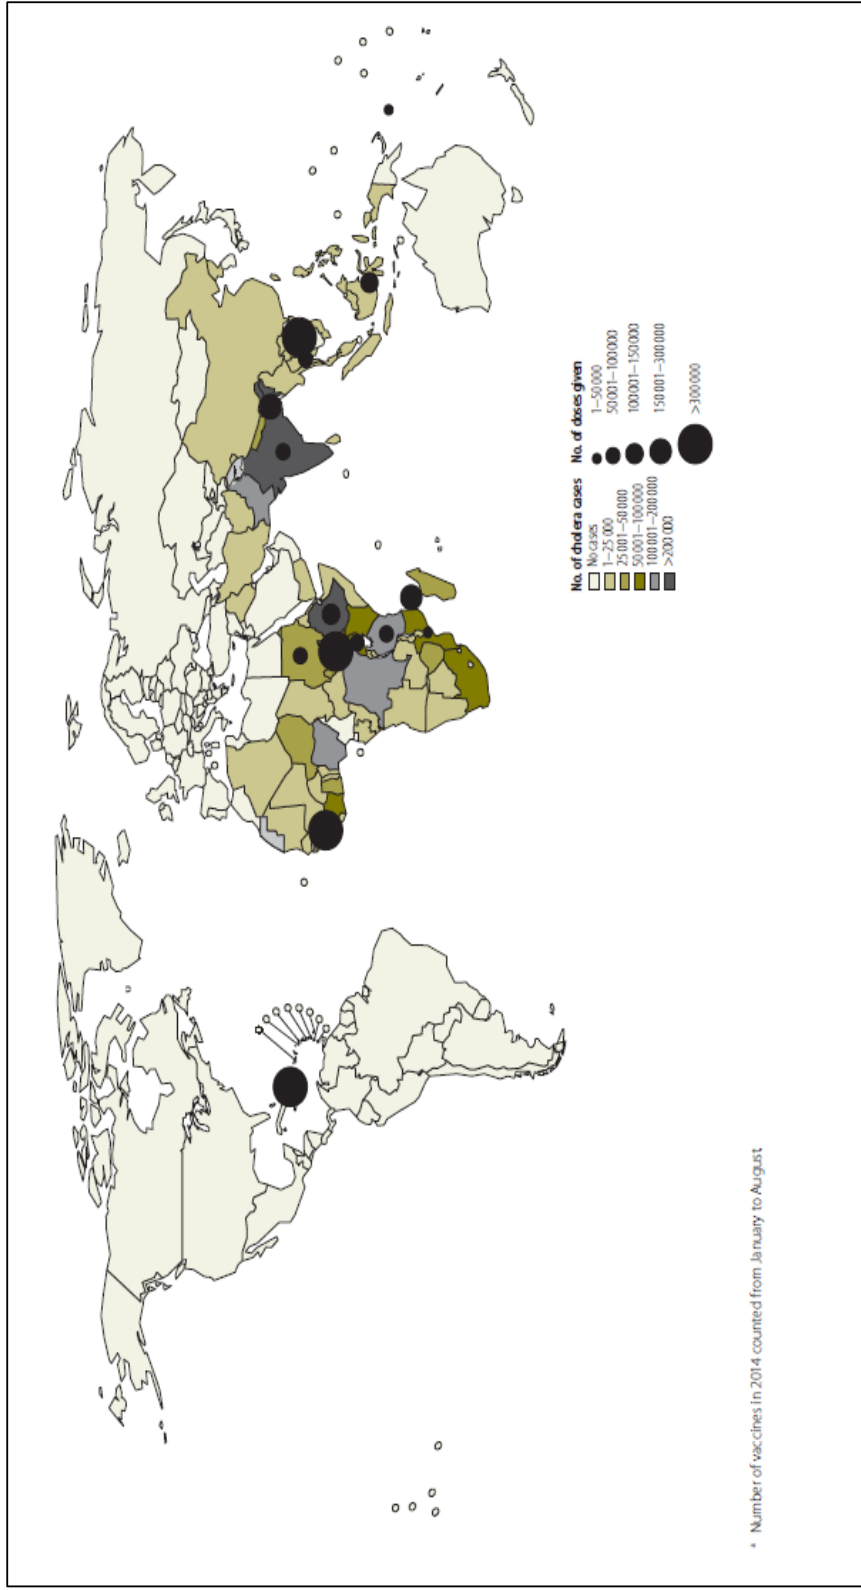 No. of cholera cases
No cases
1–25 000
25 001–50 000
50 001–100 000
100 001–200 000
>200 000
No. of doses given
1–50 000
50 001–100 000
100 001–150 000
150 001–300 000
>300 000
* Number of vaccines in 2014 counted from January to August